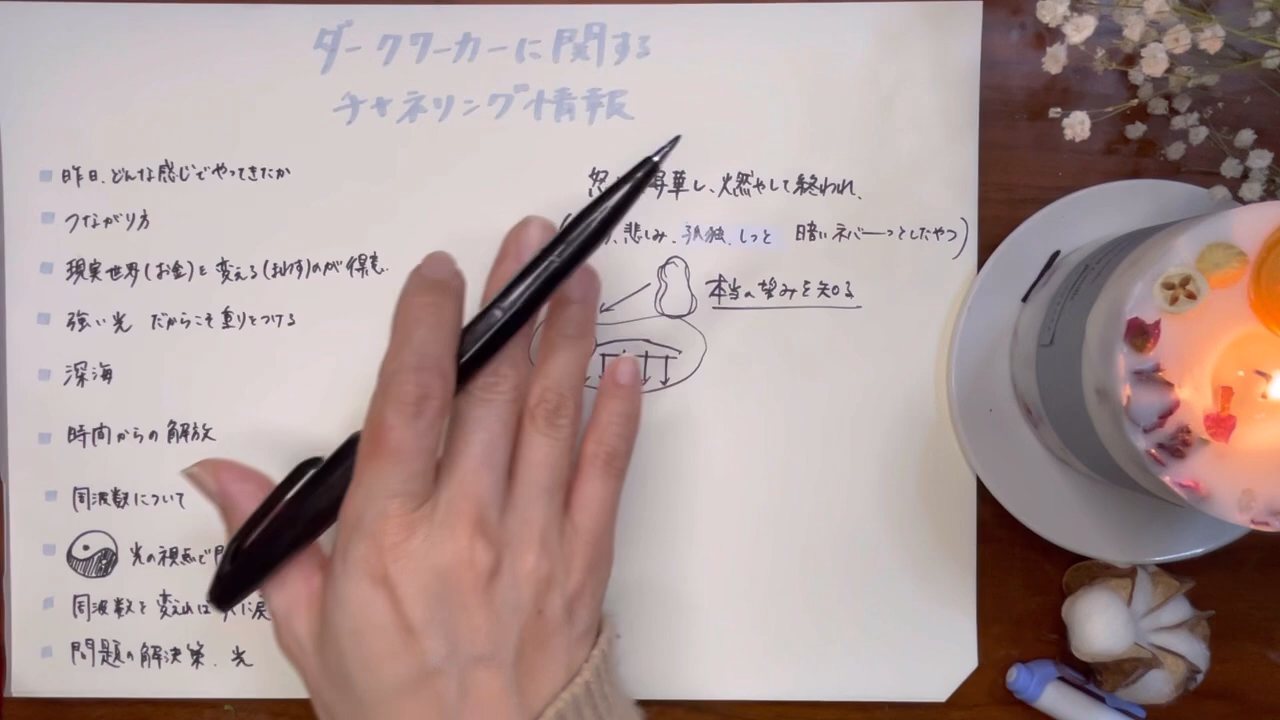 ダークワーカーに関する
チャネリング情報
昨日、どんな感じでやってきたか
つながり方
現実世界(お金)を変える(おとす)のが得意
強い光 だからこそ重りをつける
深海
時間からの解放
周波数について
光の視点で
周波数を変えれば
問題の解決策、光
怒 昇華し、燃やして終われ、
、悲しみ、孤独、しっと 暗いネバーっとしたやつ)
本当の望みを知る